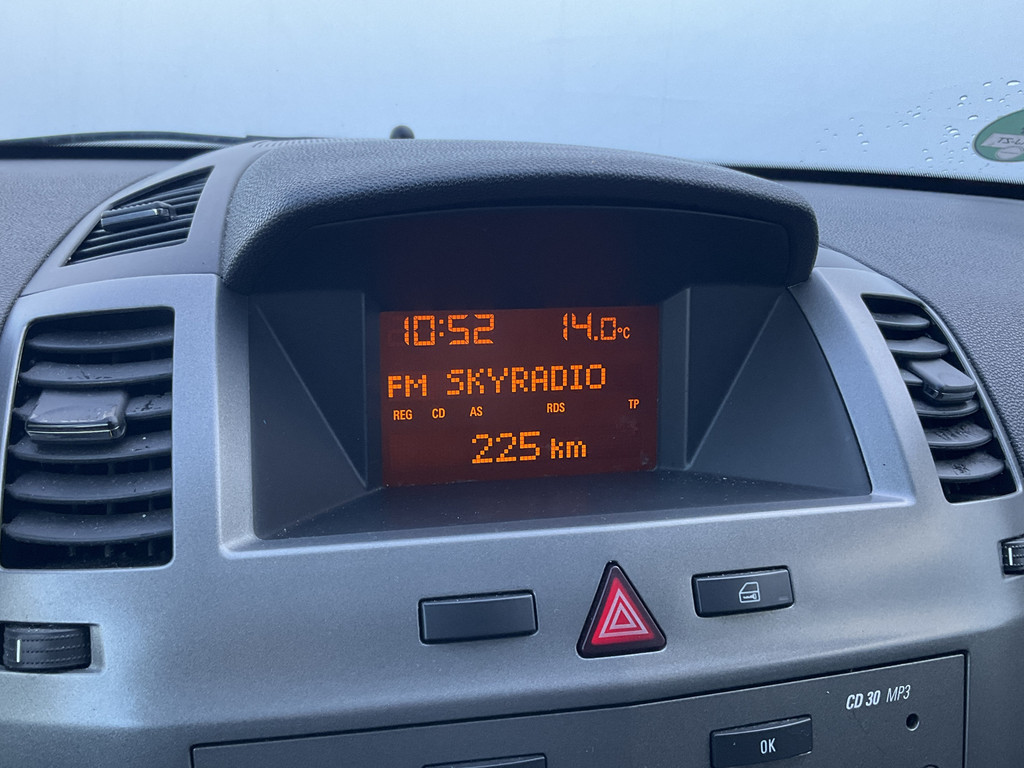 10:52 14.0°C
FM SKYRADIO
REG CD AS RDS TP
225 km
CD 30 MP3
OK